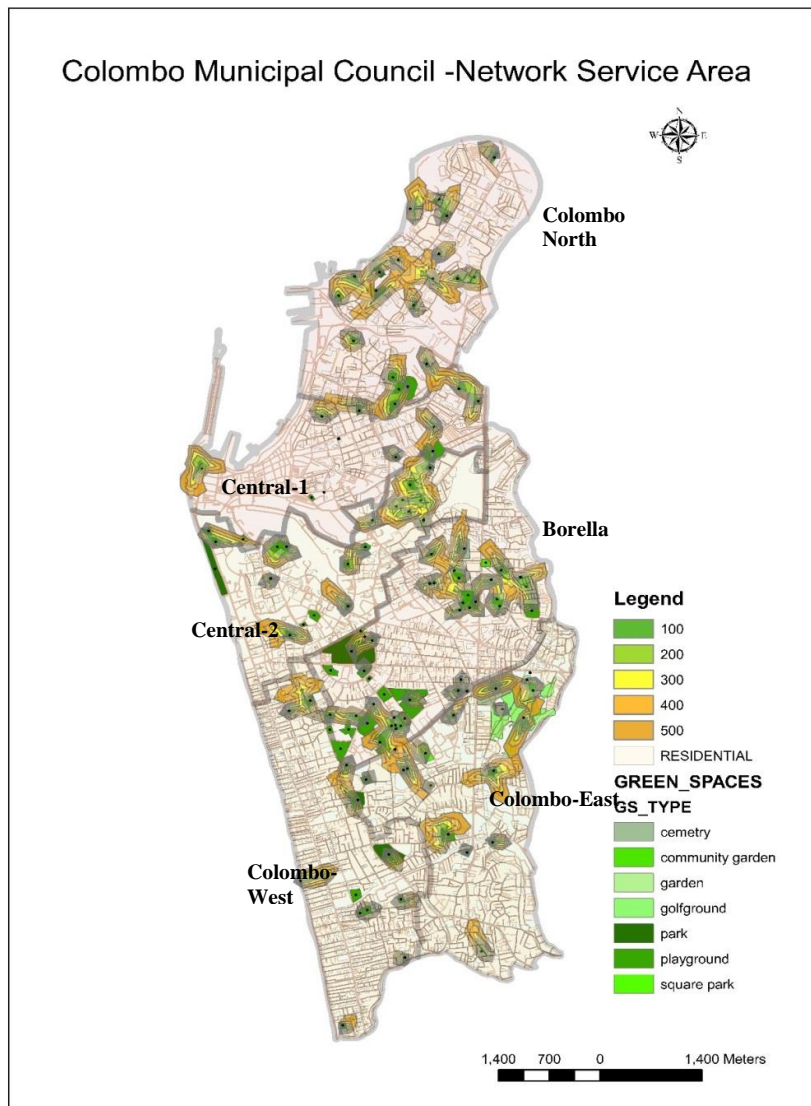 Colombo Municipal Council -Network Service Area
N
W
E
S
Colombo
North
Central-1
Borella
Central-2
Colombo-East
Colombo-
West
Legend
100
200
300
400
500
RESIDENTIAL
GREEN_SPACES
GS_TYPE
cemetry
community garden
garden
golfground
park
playground
square park
1,400 700 0 1,400 Meters